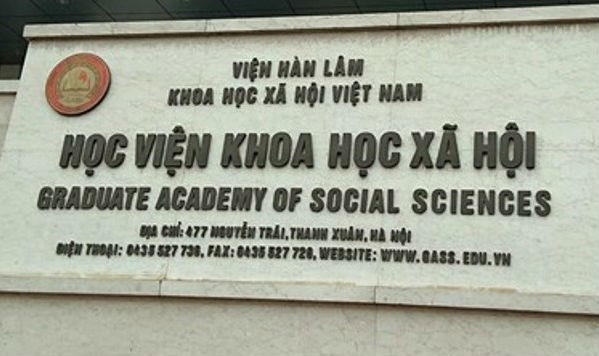 VIỆN HÀN LÂM
KHOA HỌC XÃ HỘI VIỆT NAM
HỌC VIỆN KHOA HỌC XÃ HỘI
GRADUATE ACADEMY OF SOCIAL SCIENCES
ĐỊA CHỈ: 477 NGUYỄN TRÃI, THANH XUÂN, HÀ NỘI
ĐIỆN THOẠI: 0435 527 736, FAX: 0435 527 726, WEBSITE: WWW.GASS.EDU.VN